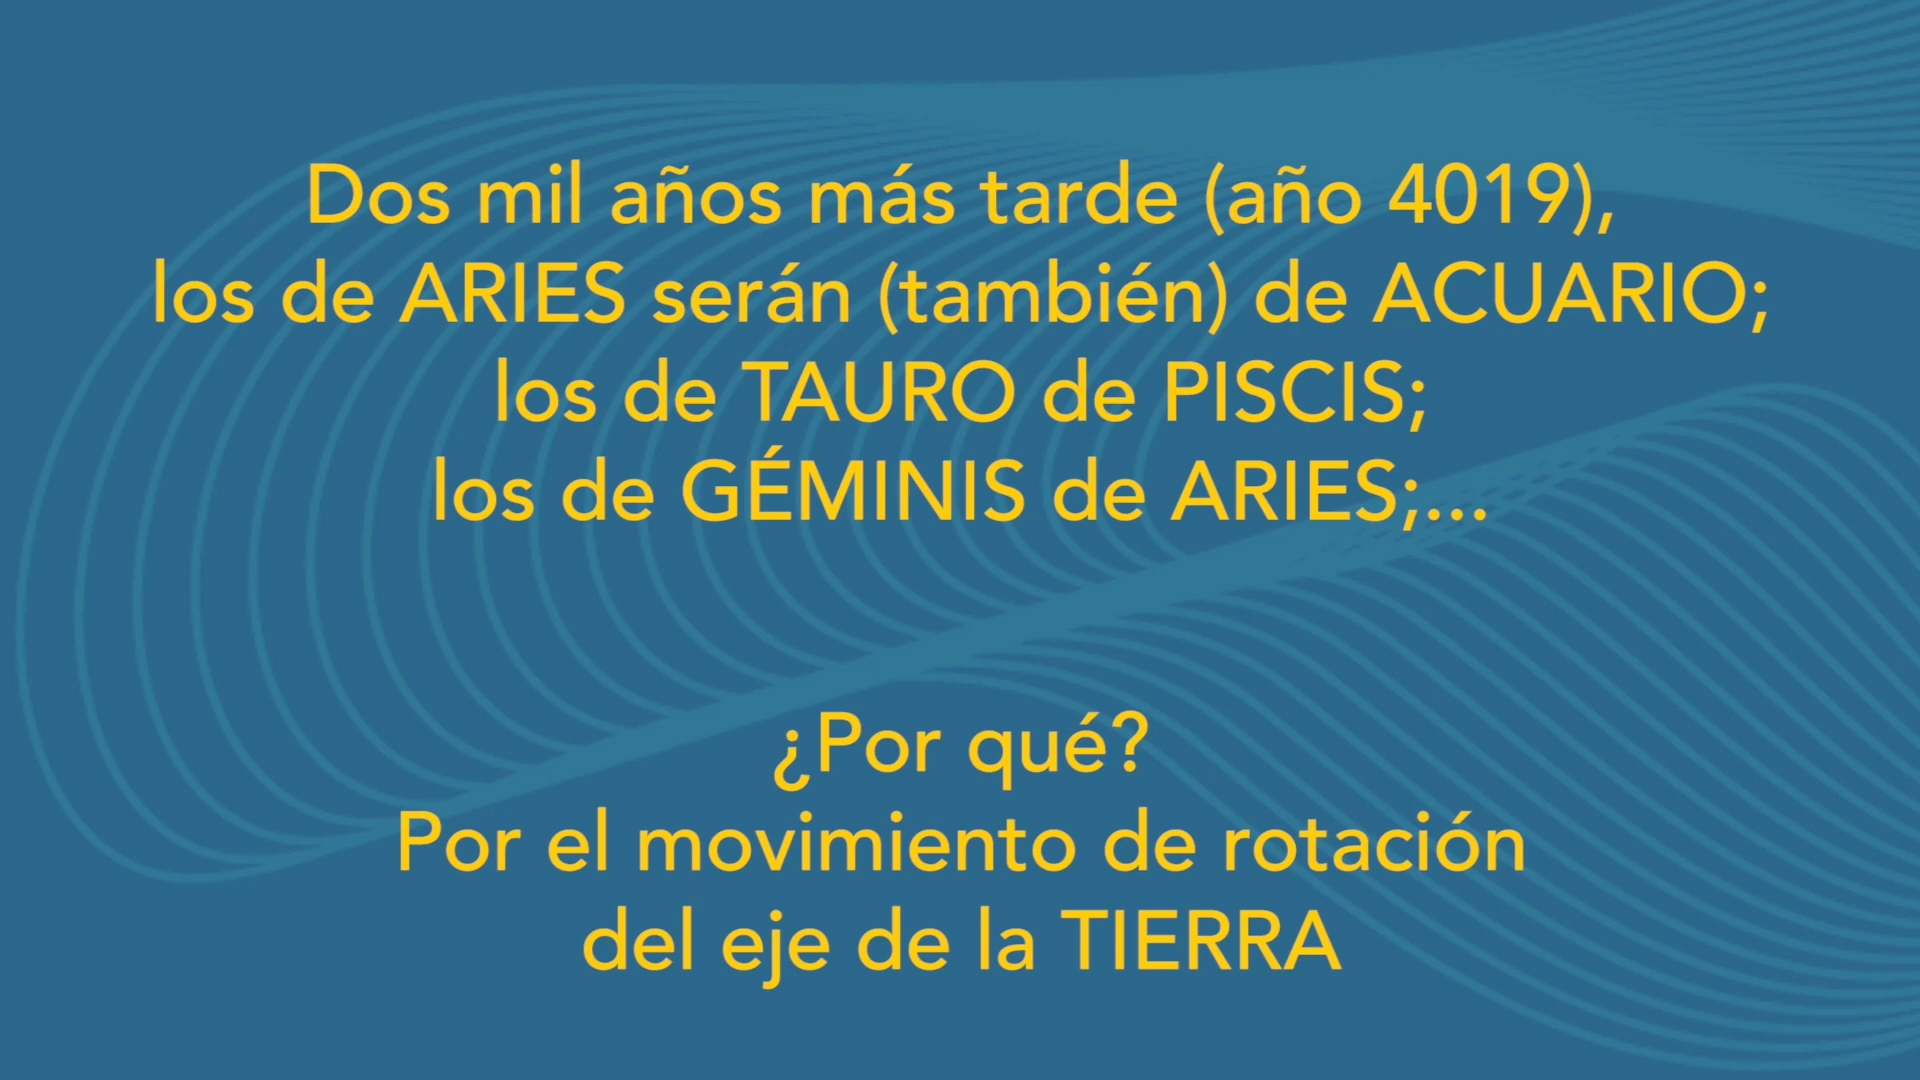 Dos mil años más tarde (año 4019),
los de ARIES serán (también) de ACUARIO;
los de TAURO de PISCIS;
los de GÉMINIS de ARIES;...
¿Por qué?
Por el movimiento de rotación
del eje de la TIERRA